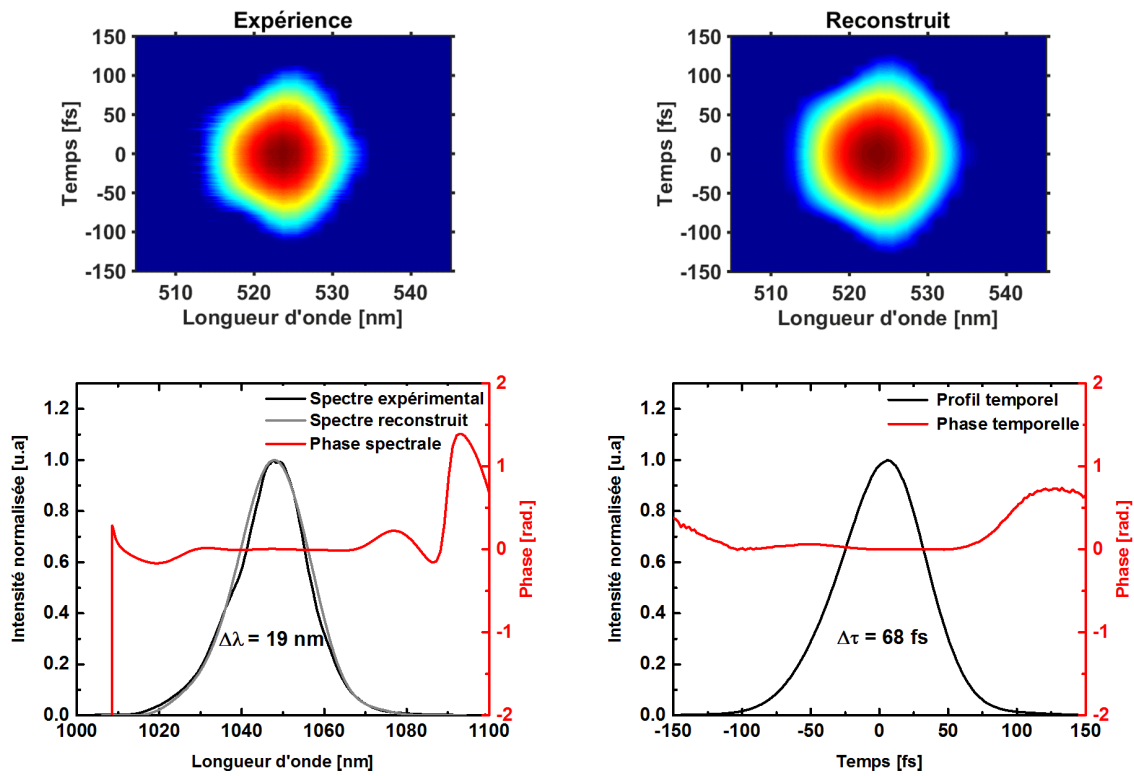 Expérience
150
100
50
0
-50
-100
-150
Temps [fs]
510 520 530 540
Longueur d'onde [nm]
Reconstruit
150
100
50
0
-50
-100
-150
Temps [fs]
510 520 530 540
Longueur d'onde [nm]
Spectre expérimental
Spectre reconstruit
Phase spectrale
Δλ = 19 nm
Intensité normalisée [u.a]
1.2
1.0
0.8
0.6
0.4
0.2
0.0
2
1
0
-1
-2
Phase [rad.]
1000 1020 1040 1060 1080 1100
Longueur d'onde [nm]
Profil temporel
Phase temporelle
Δτ = 68 fs
Intensité normalisée [u.a]
1.2
1.0
0.8
0.6
0.4
0.2
0.0
2
1
0
-1
-2
Phase [rad.]
-150 -100 -50 0 50 100 150
Temps [fs]